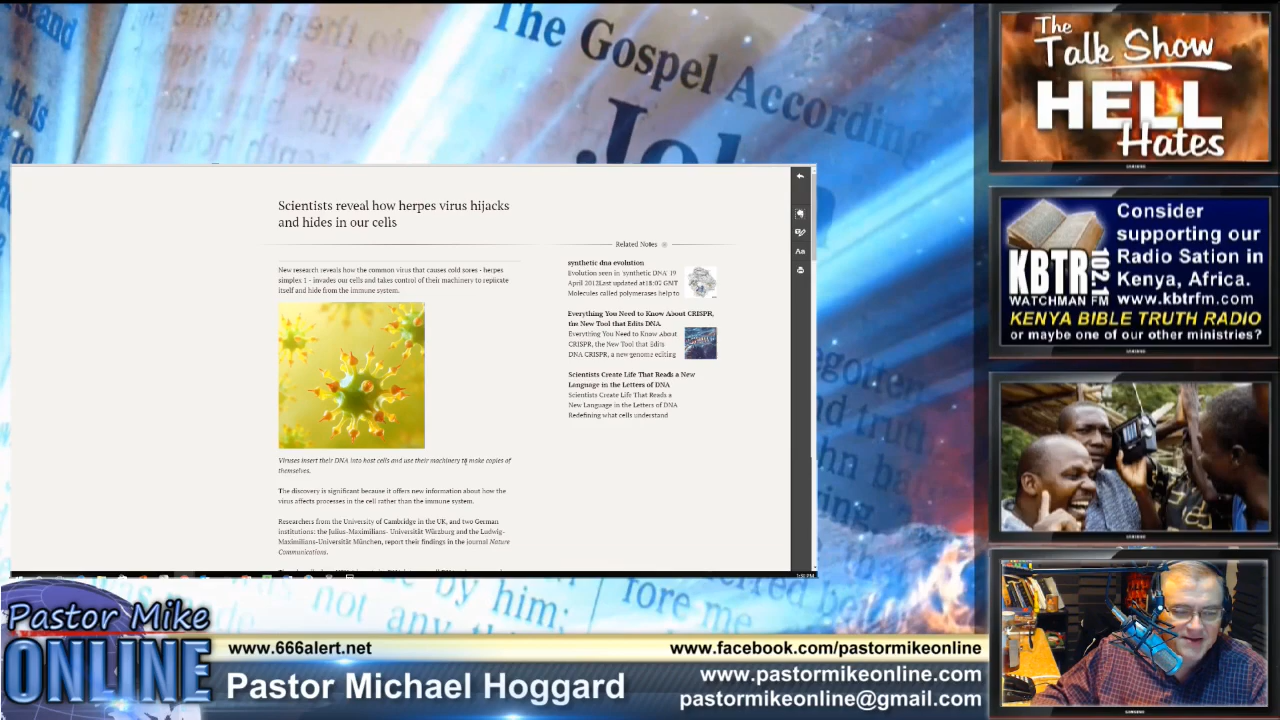 The Gospel According
John
Scientists reveal how herpes virus hijacks
and hides in our cells
New research reveals how the common virus that causes cold sores - herpes
simplex 1 - invades our cells and takes control of their machinery to replicate
itself and hide from the immune system.
Viruses insert their DNA into host cells and use their machinery to make copies of
themselves.
The discovery is significant because it offers new information about how the
virus affects processes in the cell rather than the immune system.
Researchers from the University of Cambridge in the UK, and two German
institutions: the Julius-Maximilians- Universität Würzburg and the Ludwig-
Maximilians-Universität München, report their findings in the journal Nature
Communications.
Related Notes
synthetic dna evolution
Evolution seen in 'synthetic DNA' 19
April 2012Last updated at 18:02 GMT
Molecules called polymerases help to
Everything You Need to Know About CRISPR,
the New Tool that Edits DNA
Everything You Need to Know About
CRISPR, the New Tool that Edits
DNA CRISPR, a new genome editing
Scientists Create Life That Reads a New
Language in the Letters of DNA
Scientists Create Life That Reads a
New Language in the Letters of DNA
Redefining what cells understand
Aa
The
Talk Show
HELL
Hates
SAMSUNG
KBTR
102.1
WATCHMAN FM
Consider
supporting our
Radio Sation in
Kenya, Africa.
www.kbtrfm.com
KENYA BIBLE TRUTH RADIO
or maybe one of our other ministries?
SAMSUNG
SAMSUNG
SAMSUNG
by him;
fore me
Pastor Mike
ONLINE
www.666alert.net
www.facebook.com/pastormikeonline
Pastor Michael Hoggard
www.pastormikeonline.com
pastormikeonline@gmail.com